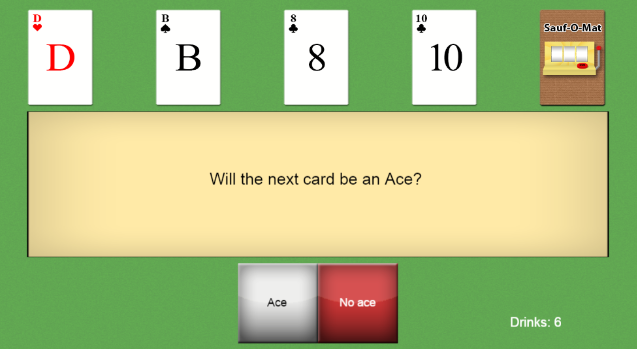 D
D
B
B
8
8
10
10
Sauf-O-Mat
Will the next card be an Ace?
Ace
No ace
Drinks: 6